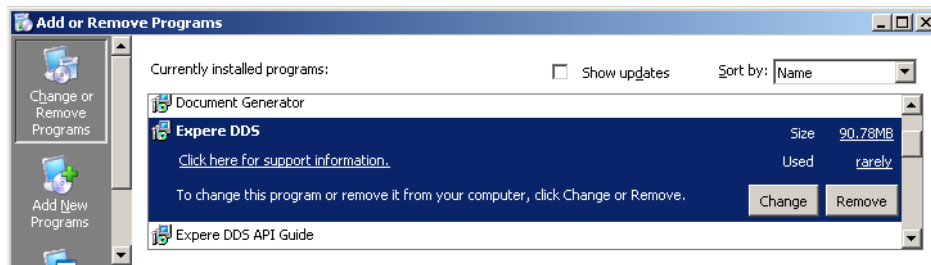 Add or Remove Programs
Change or
Remove
Programs
Add New
Programs
Currently installed programs:
Show updates
Sort by: Name
Document Generator
Expere DDS
Size 90.78MB
Click here for support information.
Used rarely
To change this program or remove it from your computer, click Change or Remove.
Change
Remove
Expere DDS API Guide